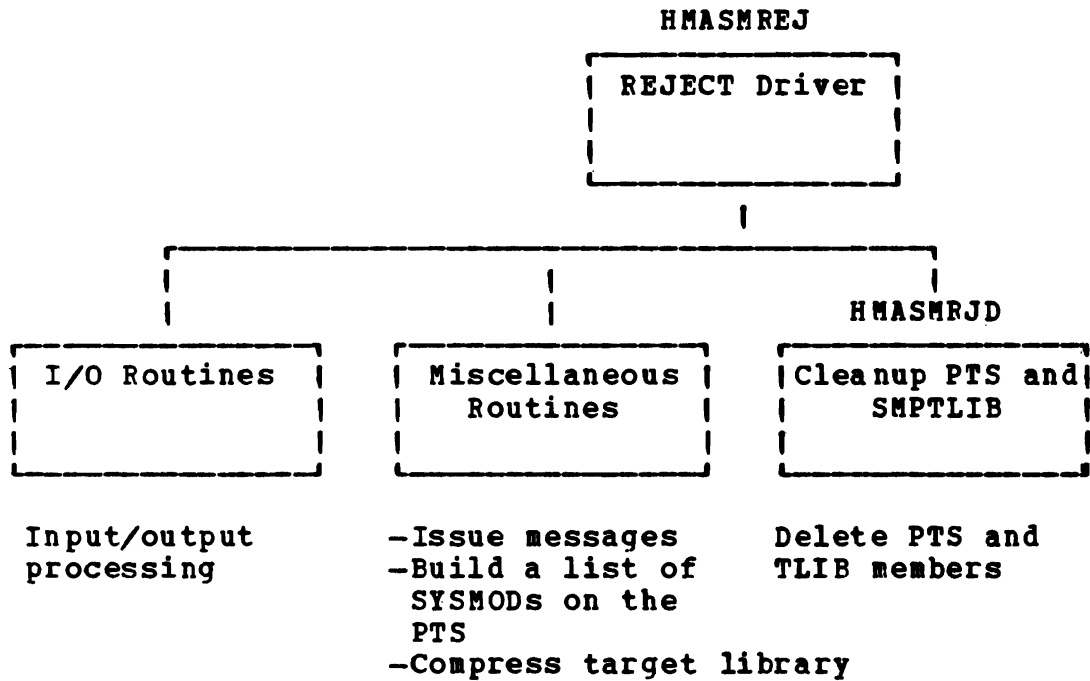 HMASMREJ
REJECT Driver
HMASMRJD
I/O Routines
Miscellaneous
Routines
Cleanup PTS and
SMPTLIB
Input/output
processing
-Issue messages
-Build a list of
SYSMODs on the
PTS
-Compress target library
Delete PTS and
TLIB members